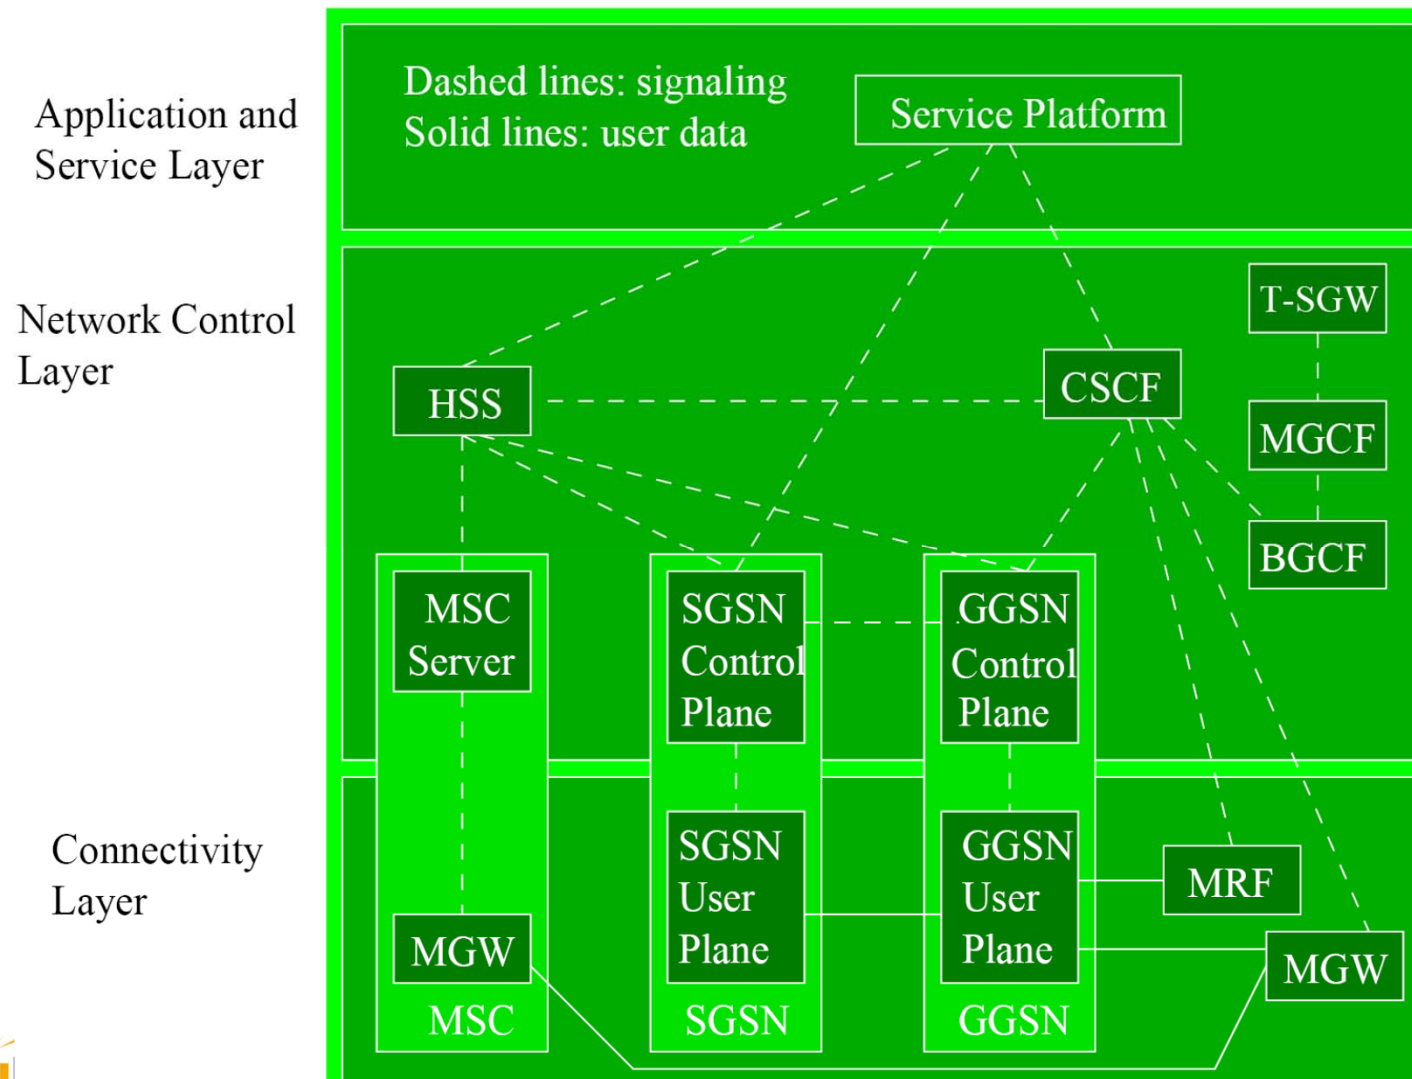 Application and
Service Layer
Dashed lines: signaling
Solid lines: user data
Service Platform
Network Control
Layer
T-SGW
HSS
CSCF
MGCF
BGCF
MSC
Server
SGSN
Control
Plane
GGSN
Control
Plane
Connectivity
Layer
MGW
MSC
SGSN
User
Plane
SGSN
GGSN
User
Plane
GGSN
MRF
MGW